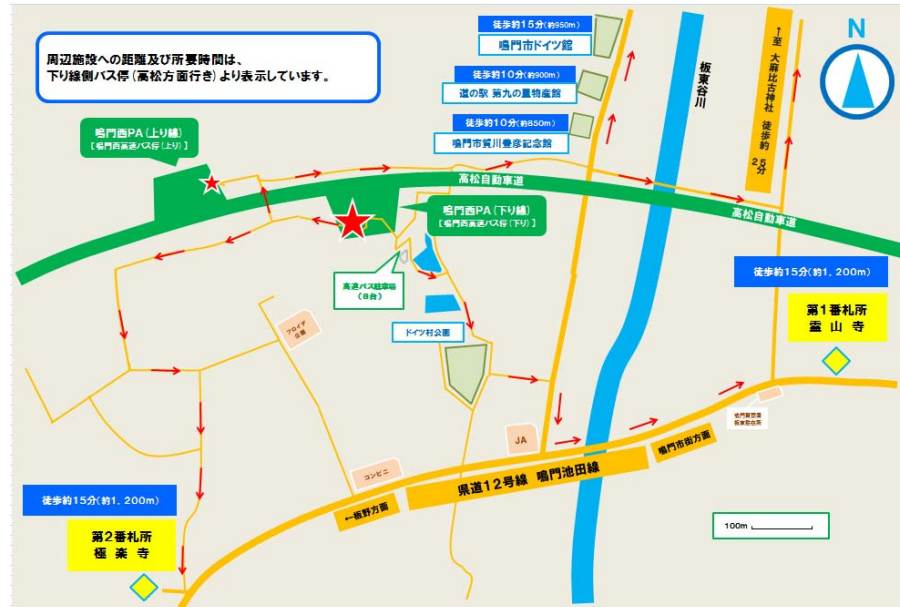 周辺施設への距離及び所要時間は、
下り線側バス停(高松方面行き)より表示しています。
徒歩約15分(約950m)
鳴門市ドイツ館
徒歩約10分(約900m)
道の駅 第九の里物産館
徒歩約10分(約850m)
鳴門市賀川豊彦記念館
板東谷川
↑至 大麻比古神社 徒歩約25分
N
鳴門西PA(上り線)
[鳴門西高速バス停(上り)]
高松自動車道
鳴門西PA(下り線)
[鳴門西高速バス停(下り)]
高松自動車道
高速バス駐車場
(8台)
徒歩約15分(約1,200m)
第1番札所
霊山寺
フロイデ
公園
ドイツ村公園
JA
コンビニ
県道12号線 鳴門池田線
鳴門市街方面
←板野方面
徒歩約15分(約1,200m)
第2番札所
極楽寺
100m